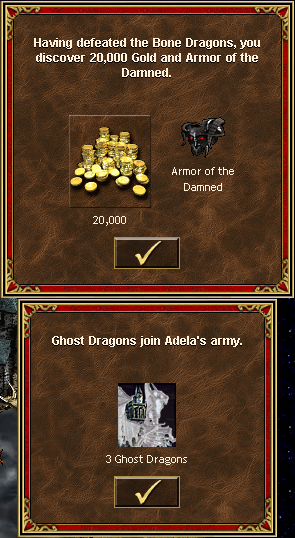 Having defeated the Bone Dragons, you
discover 20,000 Gold and Armor of the
Damned.
Armor of the
Damned
20,000
Ghost Dragons join Adela's army.
3 Ghost Dragons